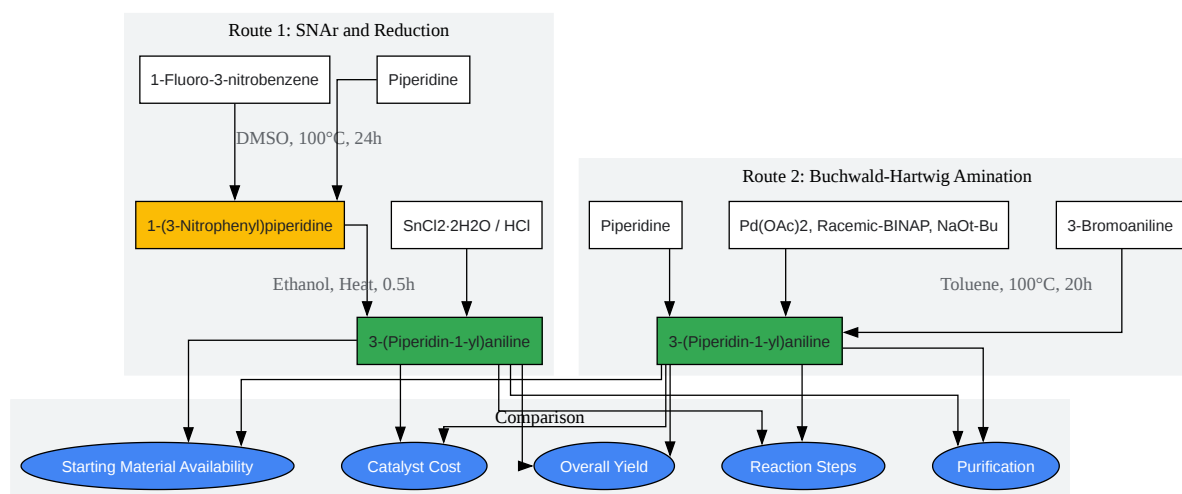 Route 1: SNAr and Reduction
1-Fluoro-3-nitrobenzene
Piperidine
DMSO, 100°C, 24h
1-(3-Nitrophenyl)piperidine
SnCl2·2H2O / HCl
Ethanol, Heat, 0.5h
3-(Piperidin-1-yl)aniline
Route 2: Buchwald-Hartwig Amination
Piperidine
Pd(OAc)2, Racemic-BINAP, NaOt-Bu
3-Bromoaniline
Toluene, 100°C, 20h
3-(Piperidin-1-yl)aniline
Comparison
Starting Material Availability
Catalyst Cost
Overall Yield
Reaction Steps
Purification